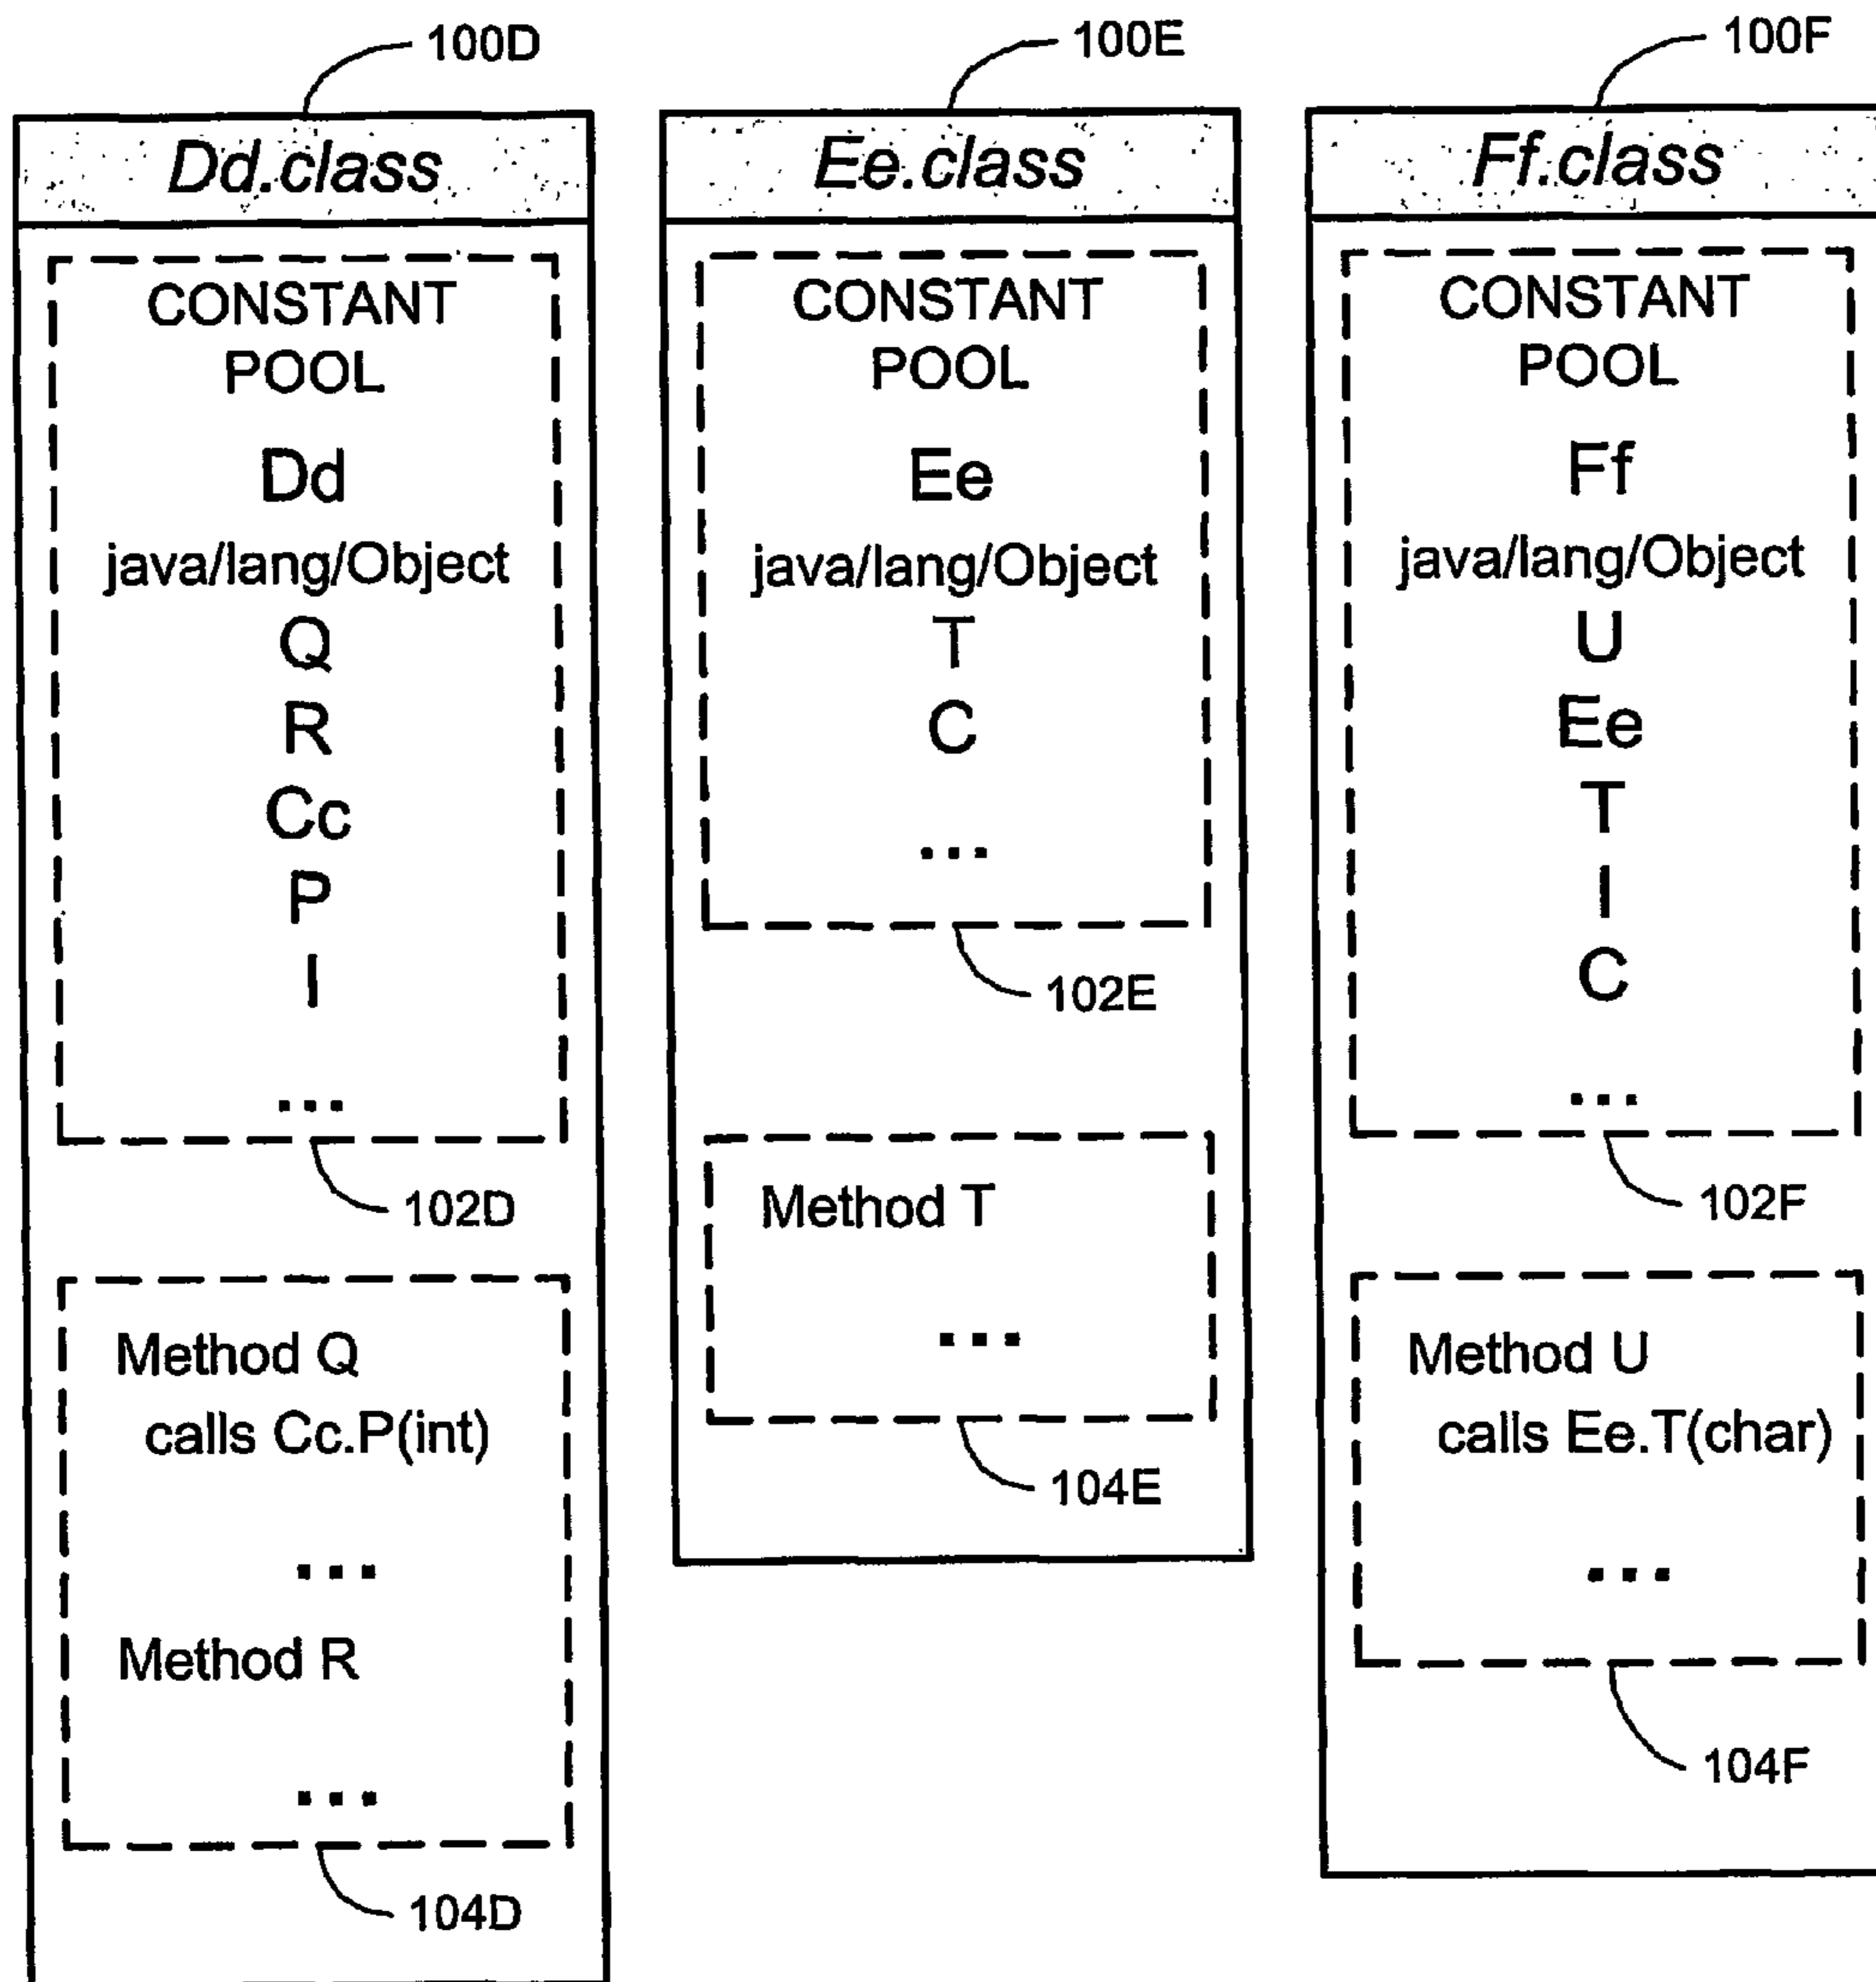 100D
Dd.class
CONSTANT
POOL
Dd
java/lang/Object
Q
R
Cc
P
I
...
102D
Method Q
calls Cc.P(int)
...
Method R
...
104D
100E
Ee.class
CONSTANT
POOL
Ee
java/lang/Object
T
C
...
102E
Method T
...
104E
100F
Ff.class
CONSTANT
POOL
Ff
java/lang/Object
U
Ee
T
I
C
...
102F
Method U
calls Ee.T(char)
...
104F